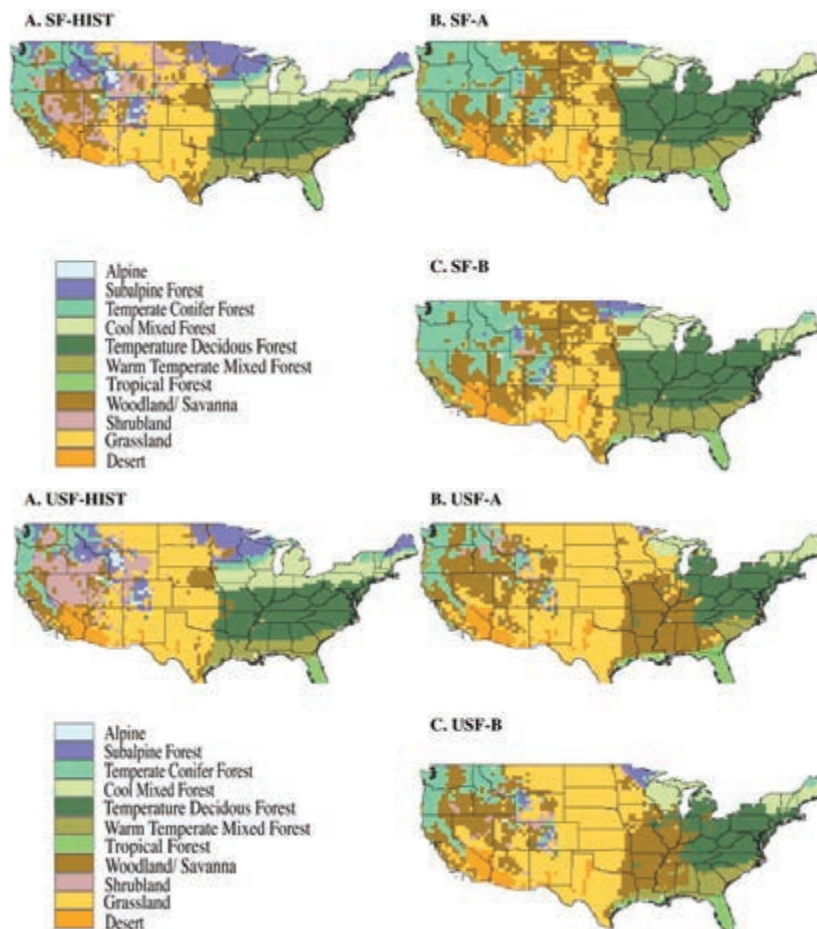 A. SF-HIST
B. SF-A
C. SF-B
Alpine
Subalpine Forest
Temperate Conifer Forest
Cool Mixed Forest
Temperature Decidous Forest
Warm Temperate Mixed Forest
Tropical Forest
Woodland/ Savanna
Shrubland
Grassland
Desert
A. USF-HIST
B. USF-A
C. USF-B
Alpine
Subalpine Forest
Temperate Conifer Forest
Cool Mixed Forest
Temperature Decidous Forest
Warm Temperate Mixed Forest
Tropical Forest
Woodland/ Savanna
Shrubland
Grassland
Desert